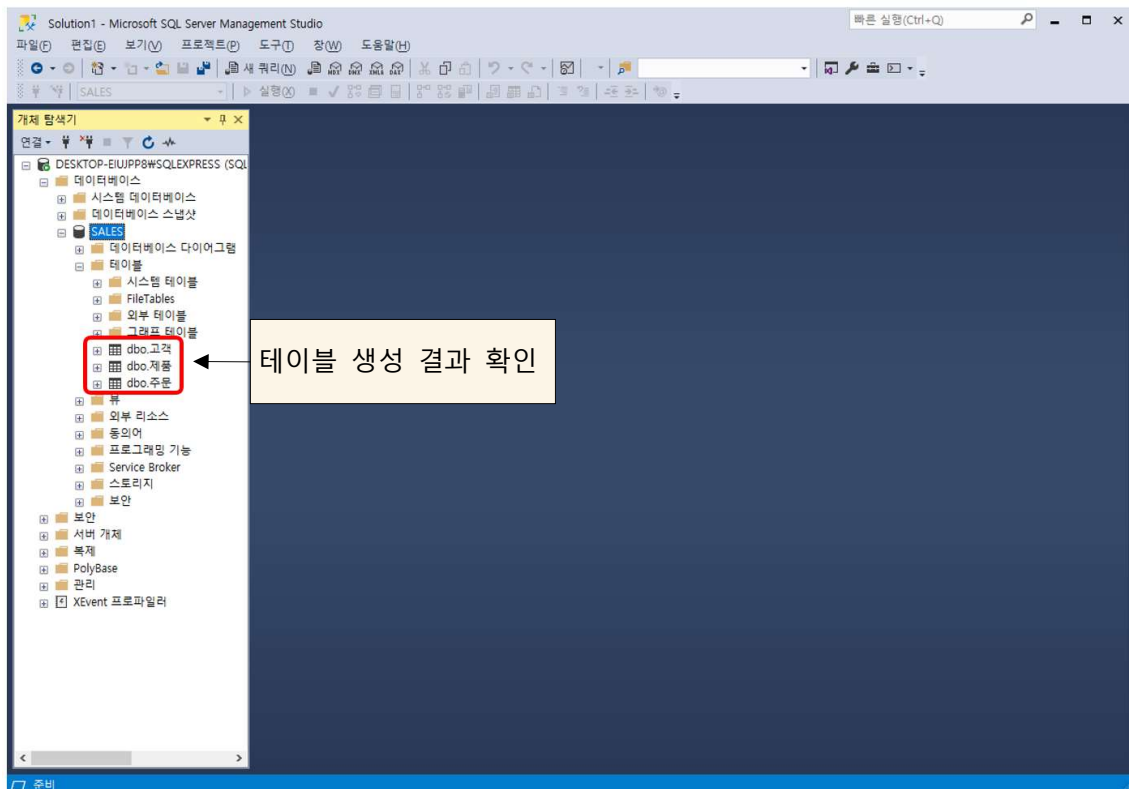 Solution1 - Microsoft SQL Server Management Studio
빠른 실행(Ctrl+Q)
파일(F) 편집(E) 보기(V) 프로젝트(P) 도구(T) 창(W) 도움말(H)
새 쿼리(N)
SALES 실행(X)
개체 탐색기
연결
DESKTOP-EIUJPP8₩SQLEXPRESS (SQL
데이터베이스
시스템 데이터베이스
데이터베이스 스냅샷
SALES
데이터베이스 다이어그램
테이블
시스템 테이블
FileTables
외부 테이블
그래프 테이블
dbo.고객
dbo.제품
dbo.주문
테이블 생성 결과 확인
뷰
외부 리소스
동의어
프로그래밍 기능
Service Broker
스토리지
보안
보안
서버 개체
복제
PolyBase
관리
XEvent 프로파일러
준비